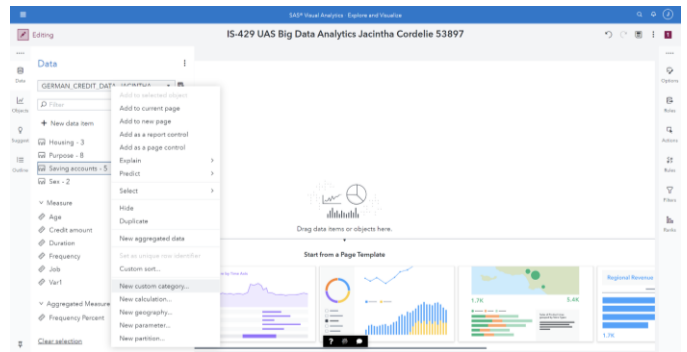 SAS® Visual Analytics - Explore and Visualize
Editing
IS-429 UAS Big Data Analytics Jacintha Cordelie 53897
Data
Data
Objects
Outline
GERMAN_CREDIT_DATA_JACINTHA
Filter
New data item
Housing - 3
Purpose - 8
Saving accounts - 5
Sex - 2
Measure
Age
Credit amount
Duration
Frequency
Job
Var1
Aggregated Measure
Frequency Percent
Clear selection
Add to selected object
Add to current page
Add to new page
Add as a report control
Add as a page control
Explain
Predict
Select
Hide
Duplicate
New aggregated data
Set as unique row identifier
Custom sort...
New custom category...
New calculation...
New geography...
New parameter...
New partition...
Drag data items or objects here.
Start from a Page Template
1.7K
5.4K
Regional Revenue
1.7K
Options
Roles
Actions
Rules
Filters
Ranks